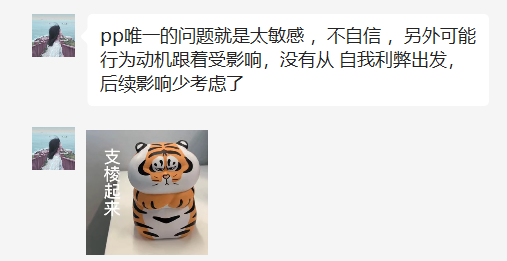 pp唯一的问题就是太敏感，不自信，另外可能
行为动机跟着受影响，没有从 自我利弊出发，
后续影响少考虑了
支棱起来